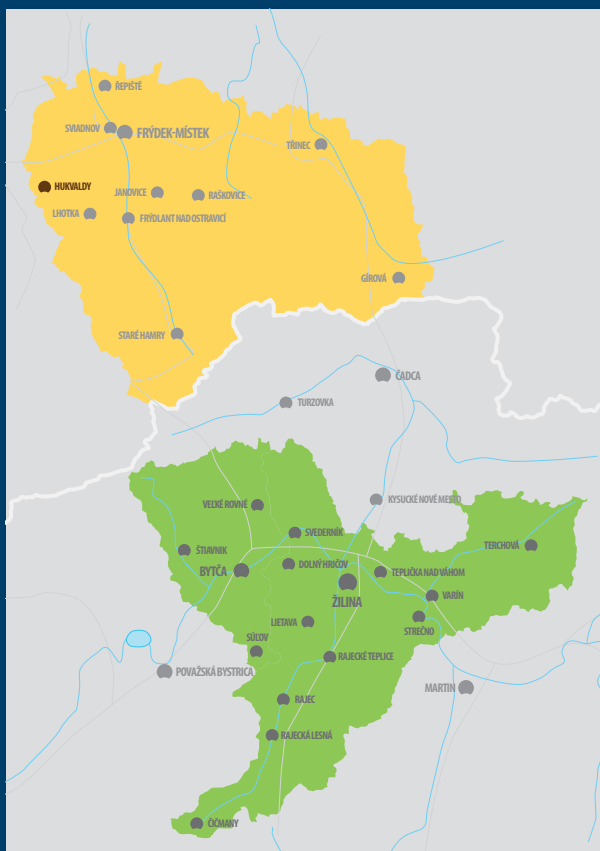 ŘEPIŠTĚ
SVIADNOV
FRÝDEK-MÍSTEK
TŘINEC
HUKVALDY
JANOVICE
RAŠKOVICE
LHOTKA
FRÝDLANT NAD OSTRAVICÍ
GÍROVÁ
STARÉ HAMRY
ČADCA
TURZOVKA
VEĽKÉ ROVNÉ
KYSUCKÉ NOVÉ MESTO
SVEDERNÍK
TERCHOVÁ
ŠTIAVNIK
BYTČA
DOLNÝ HRIČOV
TEPLIČKA NAD VÁHOM
ŽILINA
VARÍN
LIETAVA
STREČNO
SÚĽOV
RAJECKÉ TEPLICE
POVAŽSKÁ BYSTRICA
MARTIN
RAJEC
RAJECKÁ LESNÁ
ČIČMANY